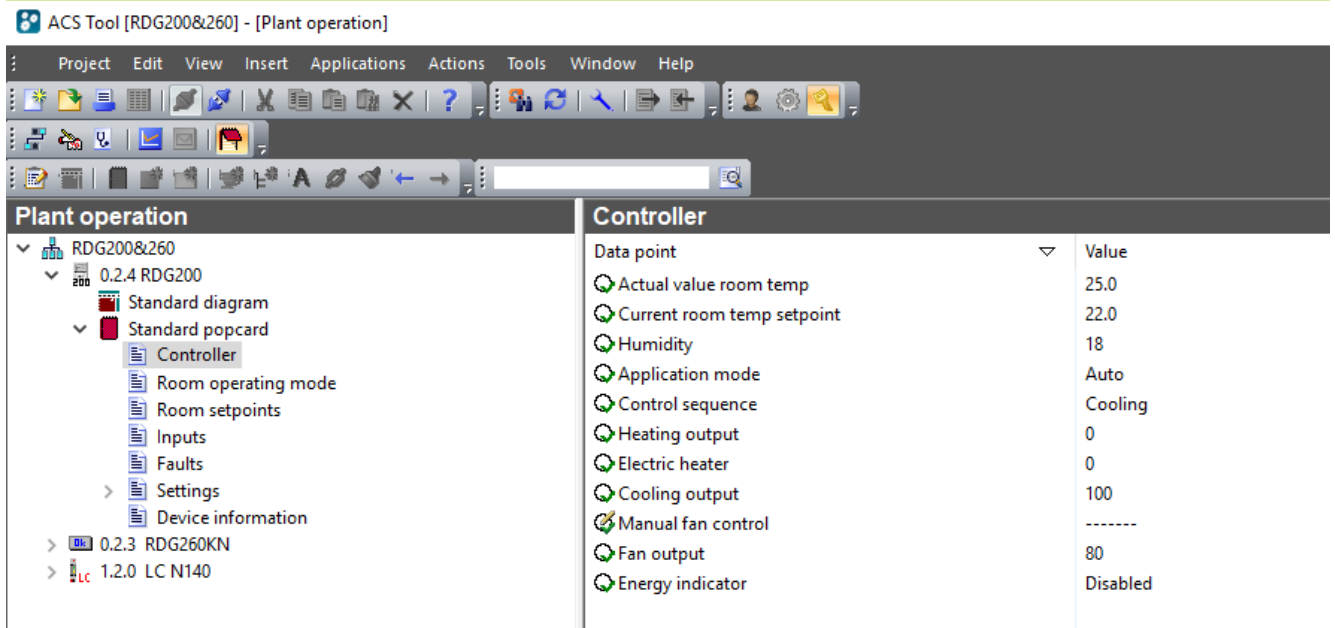 ACS Tool [RDG200&260] - [Plant operation]
Project Edit View Insert Applications Actions Tools Window Help
Plant operation
RDG200&260
0.2.4 RDG200
Standard diagram
Standard popcard
Controller
Room operating mode
Room setpoints
Inputs
Faults
Settings
Device information
0.2.3 RDG260KN
1.2.0 LC N140
Controller
Data point Value
Actual value room temp 25.0
Current room temp setpoint 22.0
Humidity 18
Application mode Auto
Control sequence Cooling
Heating output 0
Electric heater 0
Cooling output 100
Manual fan control -------
Fan output 80
Energy indicator Disabled